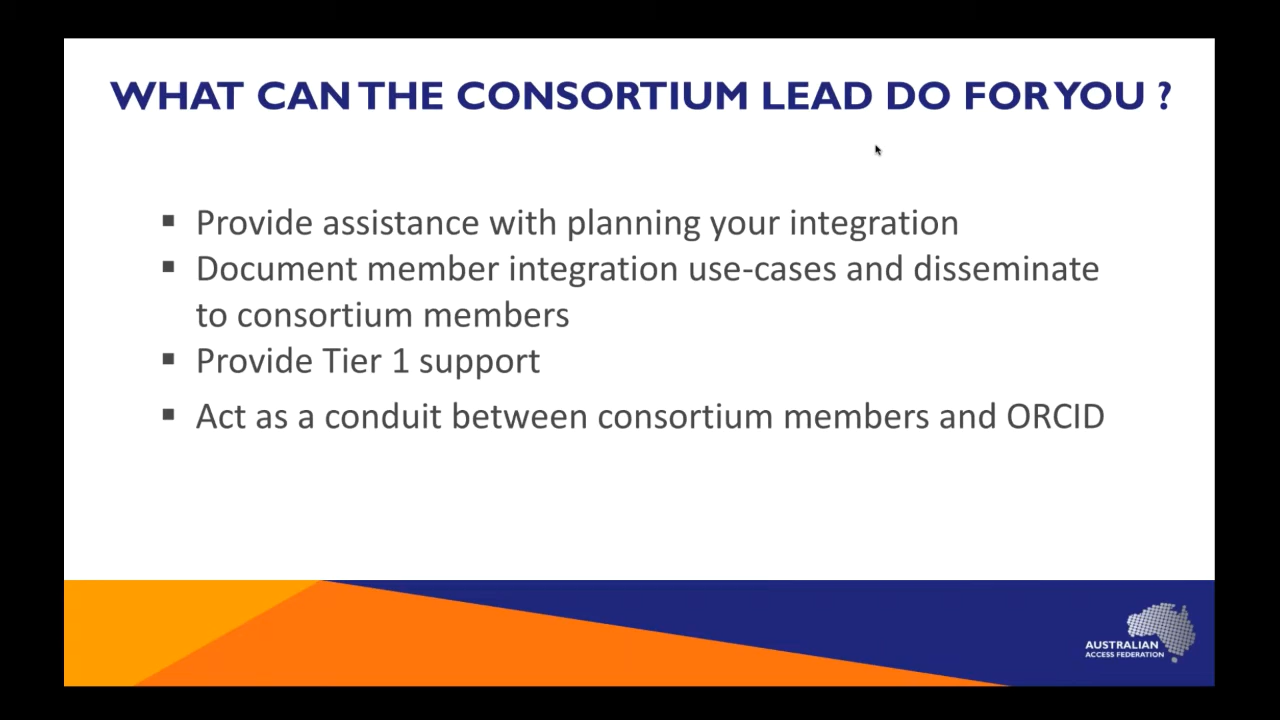 WHAT CAN THE CONSORTIUM LEAD DO FOR YOU ?
▪ Provide assistance with planning your integration
▪ Document member integration use-cases and disseminate
to consortium members
▪ Provide Tier 1 support
▪ Act as a conduit between consortium members and ORCID
AUSTRALIAN
ACCESS FEDERATION